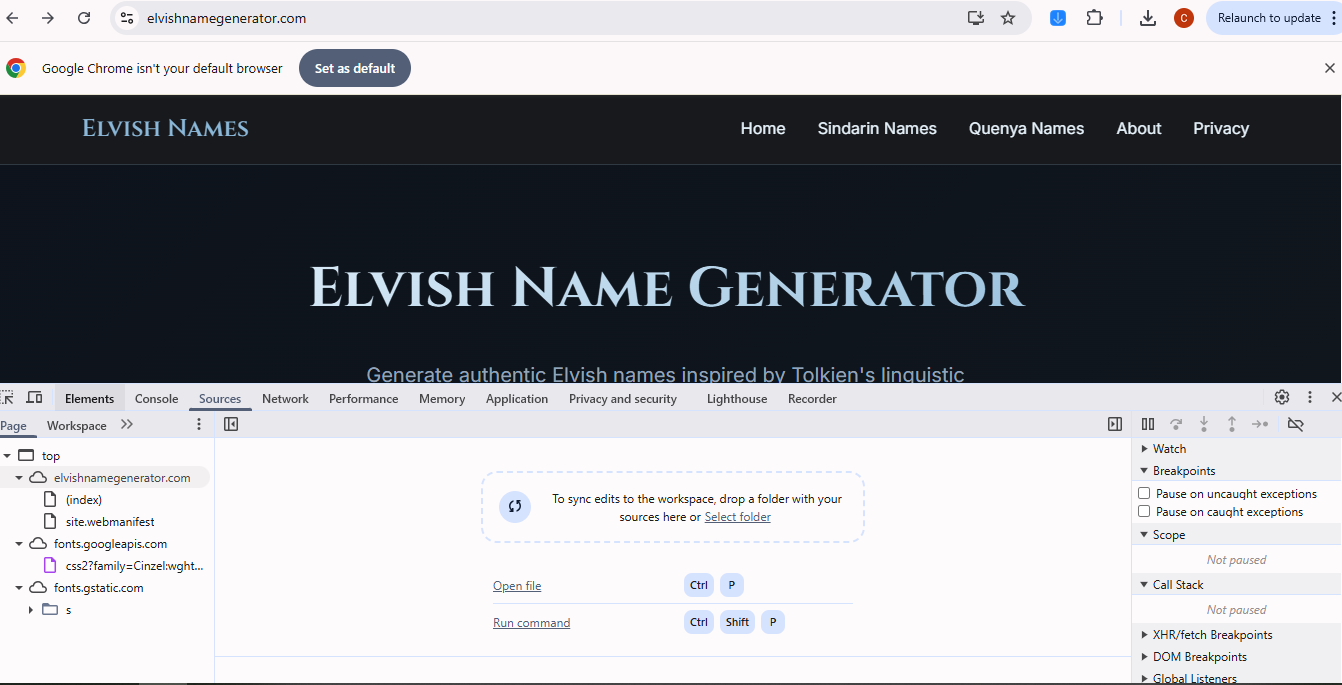 elvishnamegenerator.com
C
Relaunch to update
Google Chrome isn't your default browser
Set as default
Elvish Names
Home
Sindarin Names
Quenya Names
About
Privacy
Elvish Name Generator
Generate authentic Elvish names inspired by Tolkien's linguistic
Elements
Console
Sources
Network
Performance
Memory
Application
Privacy and security
Lighthouse
Recorder
Page
Workspace
top
elvishnamegenerator.com
(index)
site.webmanifest
fonts.googleapis.com
css2?family=Cinzel:wght...
fonts.gstatic.com
s
To sync edits to the workspace, drop a folder with your
sources here or Select folder
Open file Ctrl P
Run command Ctrl Shift P
Watch
Breakpoints
Pause on uncaught exceptions
Pause on caught exceptions
Scope
Not paused
Call Stack
Not paused
XHR/fetch Breakpoints
DOM Breakpoints
Global Listeners